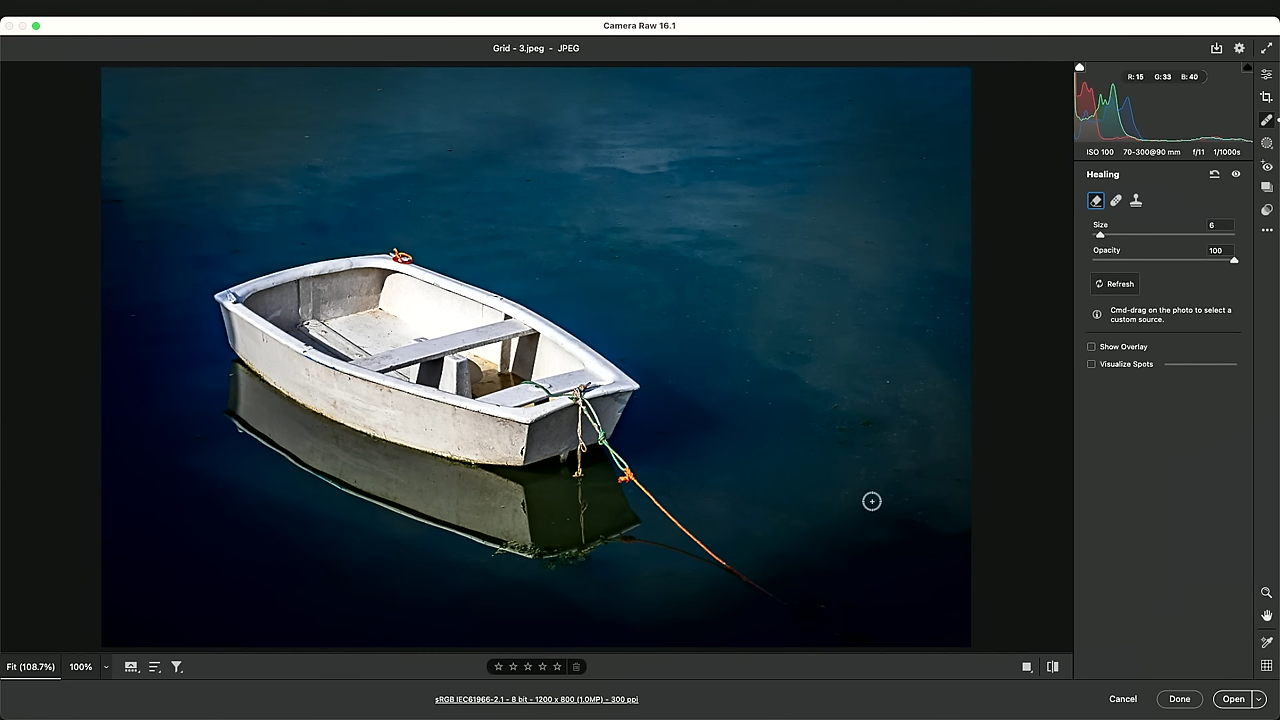 Camera Raw 16.1
Grid - 3.jpeg - JPEG
R: 15 G: 33 B: 40
ISO 100 70-300@90 mm f/11 1/1000s
Healing
Size 6
Opacity 100
Refresh
Cmd-drag on the photo to select a
custom source.
Show Overlay
Visualize Spots
Fit (108.7%) 100%
sRGB IEC61966-2.1 - 8 bit - 1200 x 800 (1.0MP) - 300 ppi
Cancel Done Open